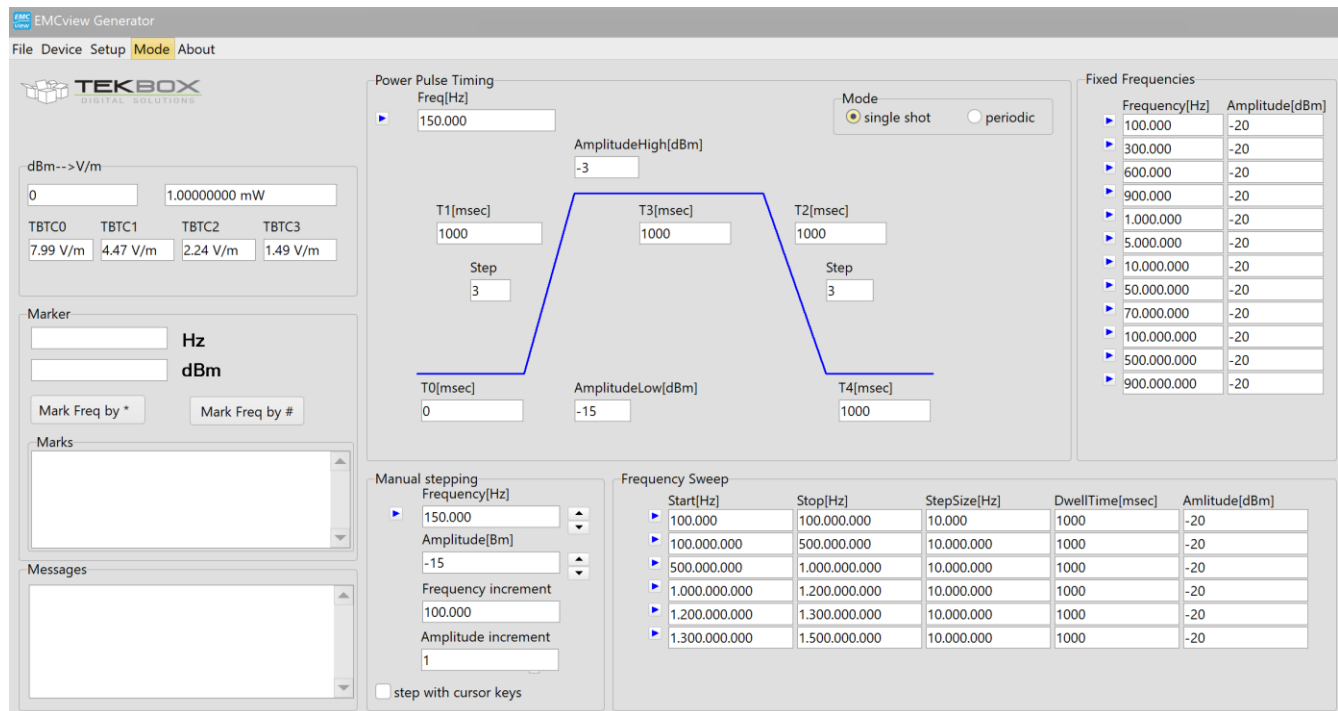 EMC view EMCview Generator
File Device Setup Mode About
TEKBOX
DIGITAL SOLUTIONS
dBm-->V/m
0 1.00000000 mW
TBTC0 TBTC1 TBTC2 TBTC3
7.99 V/m 4.47 V/m 2.24 V/m 1.49 V/m
Marker
Hz
dBm
Mark Freq by * Mark Freq by #
Marks
Messages
Power Pulse Timing
Freq[Hz]
150.000
Mode
single shot periodic
AmplitudeHigh[dBm]
-3
T1[msec] T3[msec] T2[msec]
1000 1000 1000
Step Step
3 3
T0[msec] AmplitudeLow[dBm] T4[msec]
0 -15 1000
Fixed Frequencies
Frequency[Hz] Amplitude[dBm]
100.000 -20
300.000 -20
600.000 -20
900.000 -20
1.000.000 -20
5.000.000 -20
10.000.000 -20
50.000.000 -20
70.000.000 -20
100.000.000 -20
500.000.000 -20
900.000.000 -20
Manual stepping
Frequency[Hz]
150.000
Amplitude[Bm]
-15
Frequency increment
100.000
Amplitude increment
1
step with cursor keys
Frequency Sweep
Start[Hz] Stop[Hz] StepSize[Hz] DwellTime[msec] Amlitude[dBm]
100.000 100.000.000 10.000 1000 -20
100.000.000 500.000.000 10.000.000 1000 -20
500.000.000 1.000.000.000 10.000.000 1000 -20
1.000.000.000 1.200.000.000 10.000.000 1000 -20
1.200.000.000 1.300.000.000 10.000.000 1000 -20
1.300.000.000 1.500.000.000 10.000.000 1000 -20